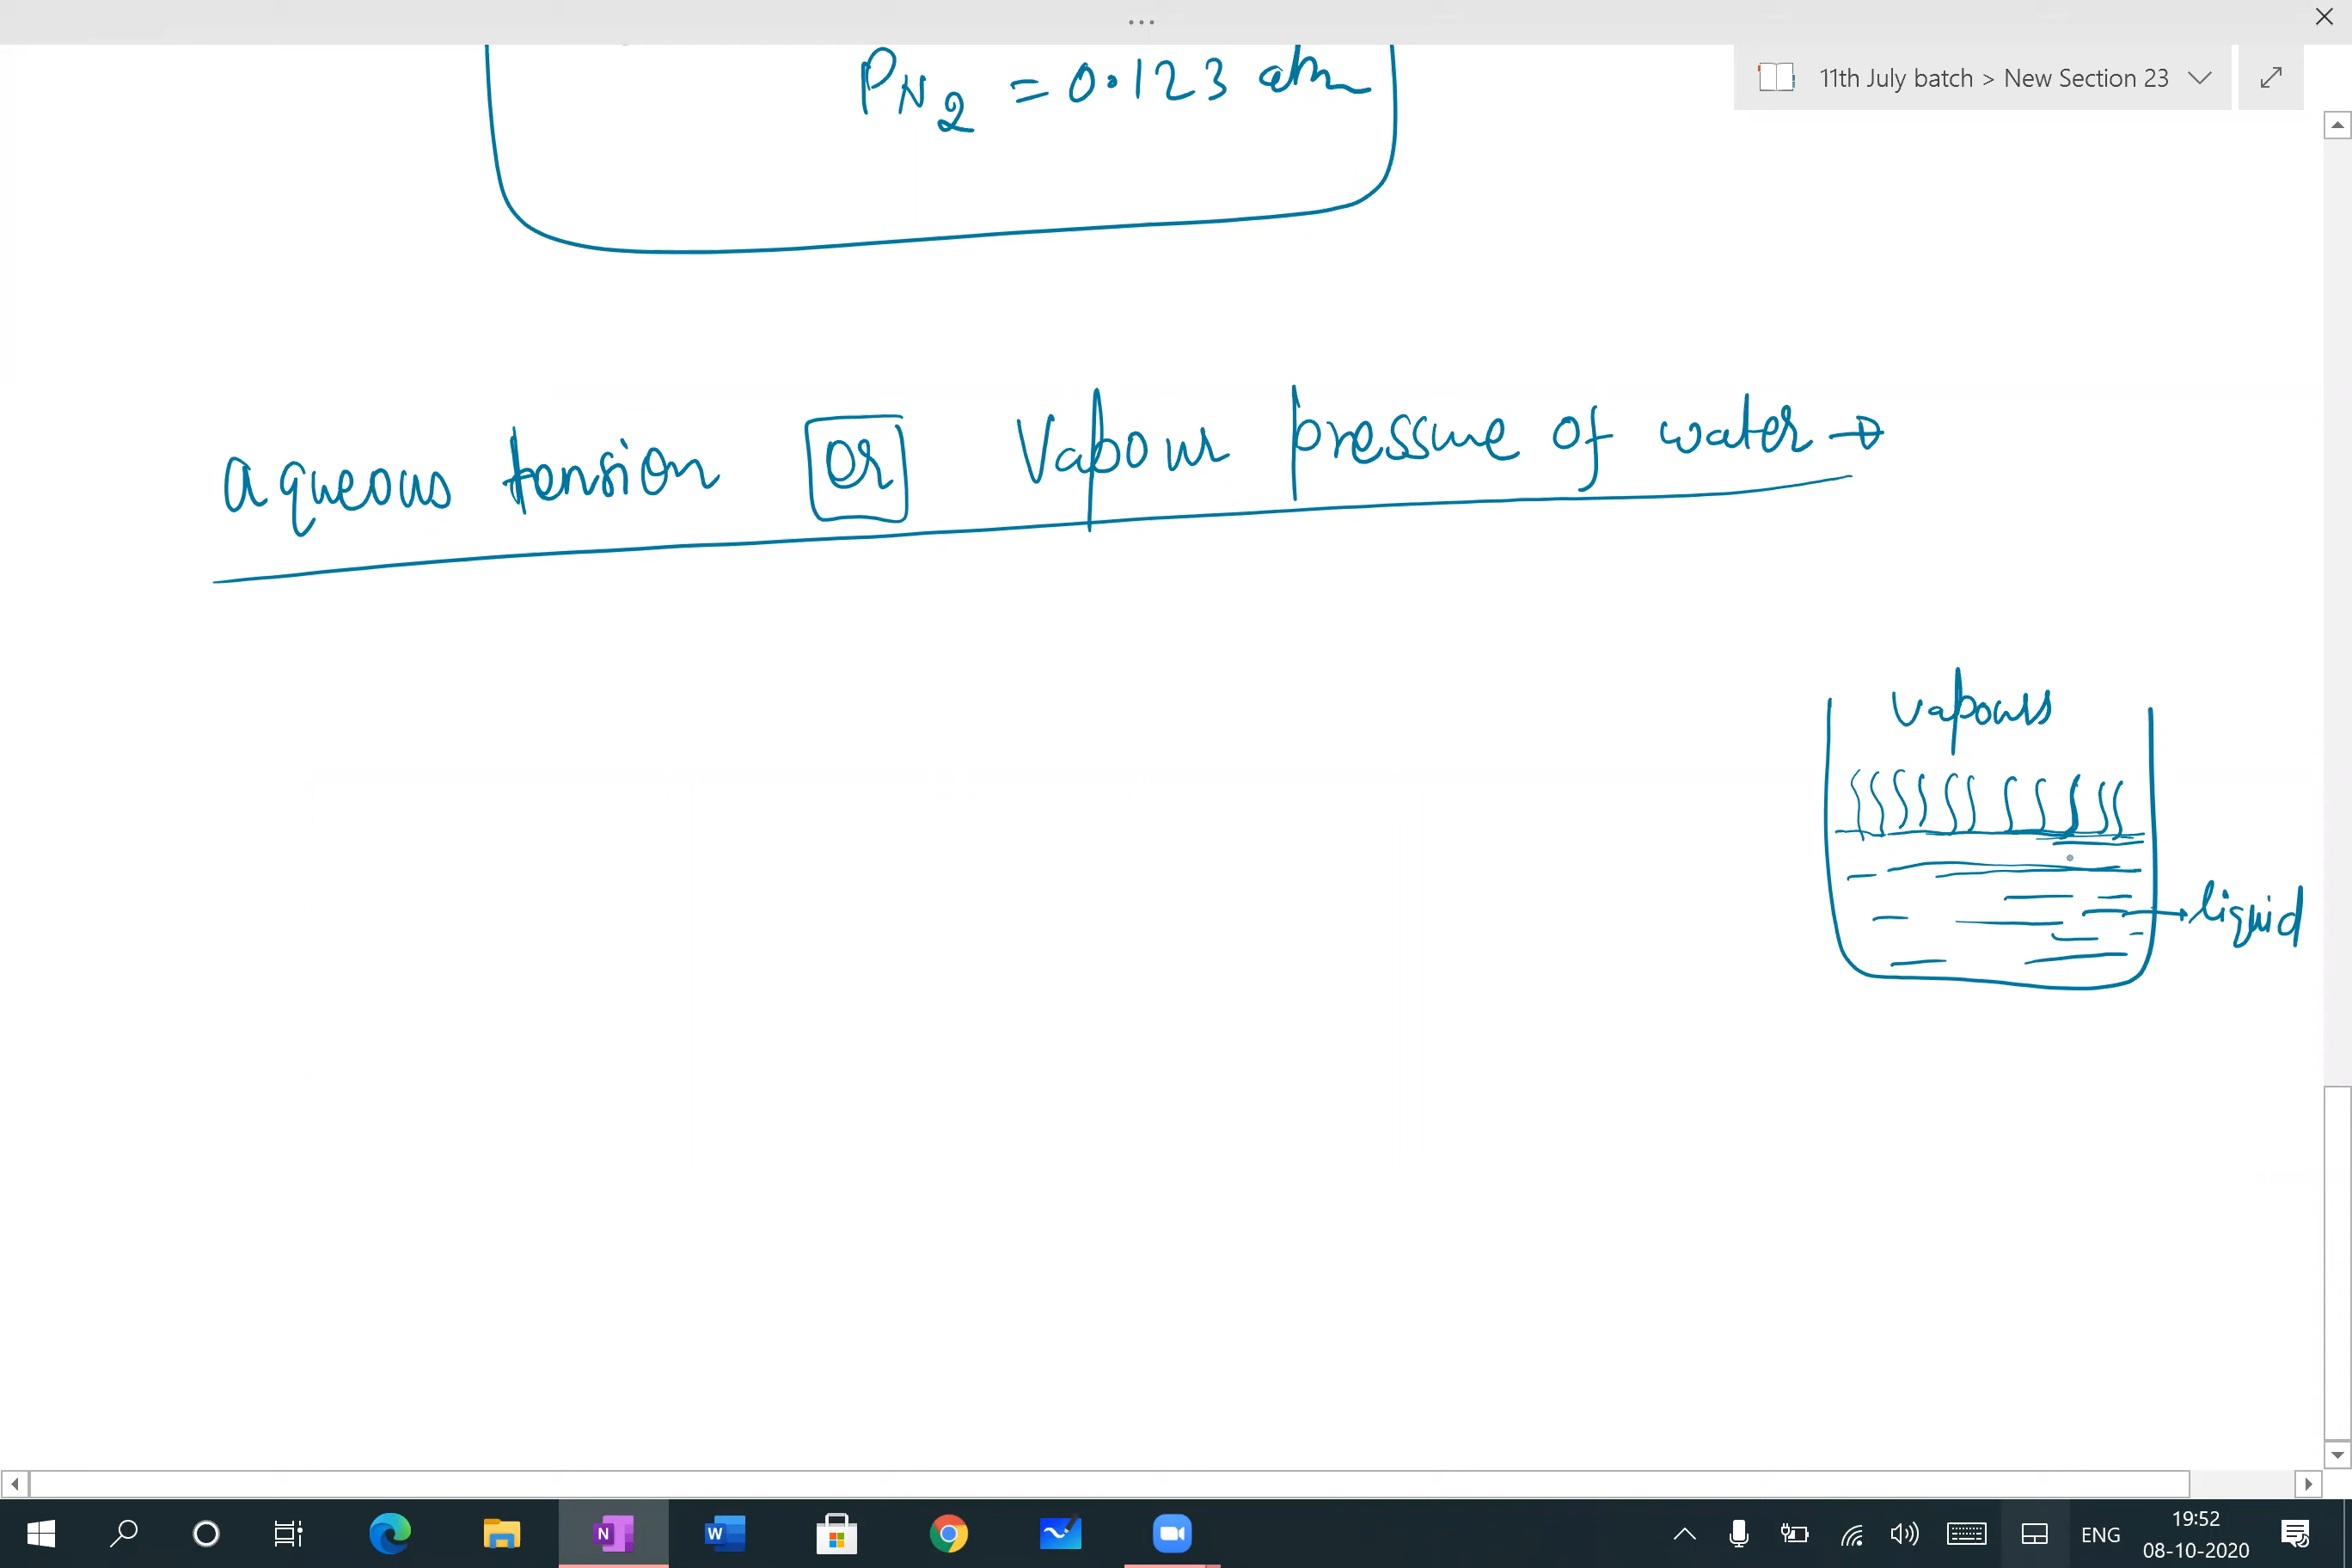 P N2 = 0.123 atm
11th July batch > New Section 23
aqueous tension or Vapour pressure of water →
Vapours
liquid
ENG
19:52
08-10-2020